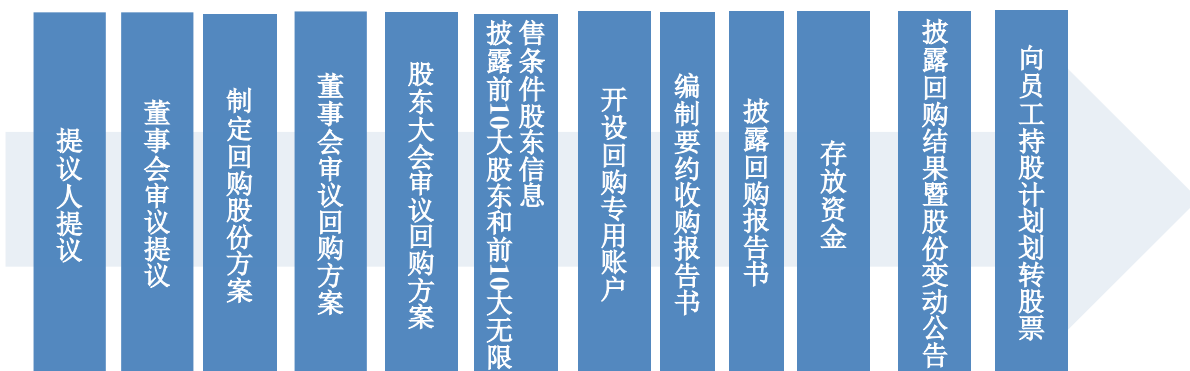 提议人提议
董事会审议提议
制定回购股份方案
董事会审议回购方案
股东大会审议回购方案
披露前10大股东和前10大无限
售条件股东信息
开设回购专用账户
编制要约收购报告书
披露回购报告书
存放资金
披露回购结果暨股份变动公告
向员工持股计划划转股票